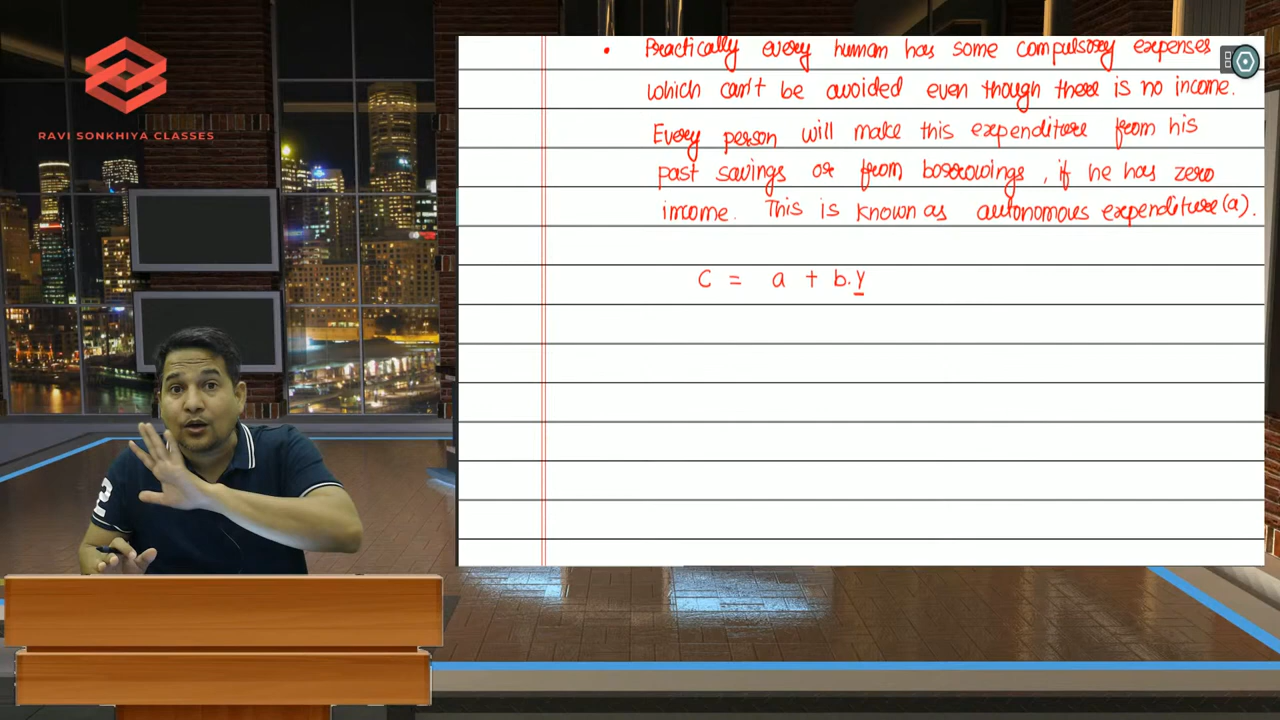 RAVI SONKHIYA CLASSES
• Practically every human has some compulsory expenses
which can't be avoided even though there is no income.
Every person will make this expenditure from his
past savings or from borrowings, if he has zero
income. This is known as autonomous expenditure (a).
C = a + b.y
2